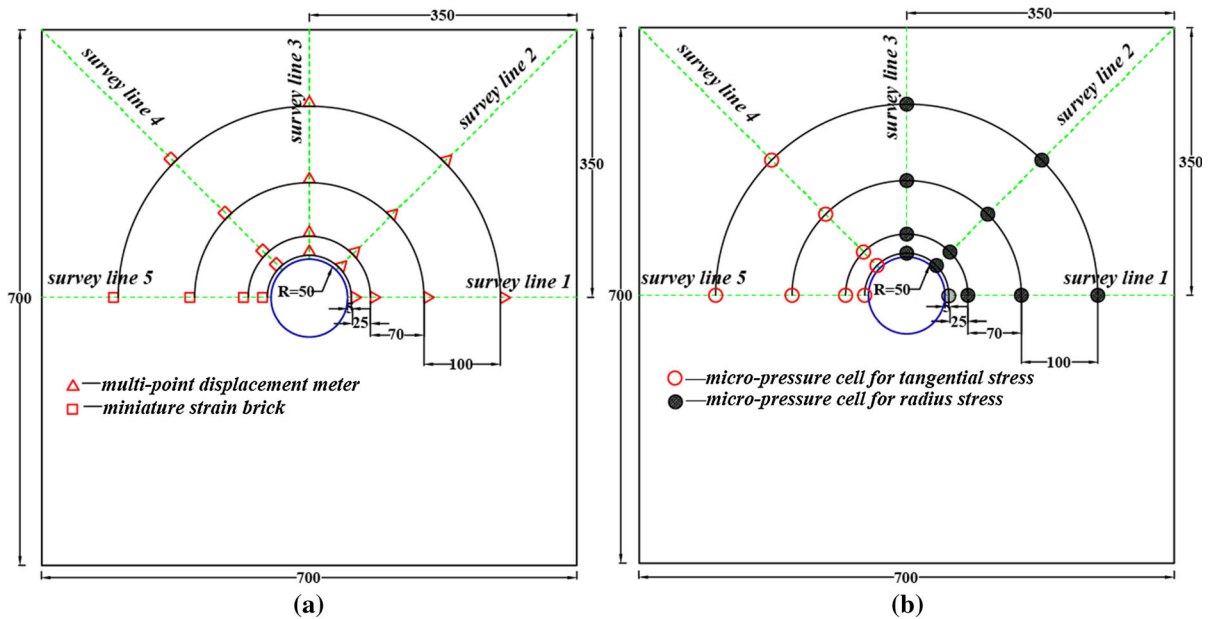 350
survey line 3
survey line 2
survey line 4
350
survey line 5
survey line 1
R=50
5
25
70
100
700
multi-point displacement meter
miniature strain brick
700
(a)
350
survey line 3
survey line 2
survey line 4
350
survey line 5
survey line 1
R=50
5
25
70
100
700
micro-pressure cell for tangential stress
micro-pressure cell for radius stress
700
(b)